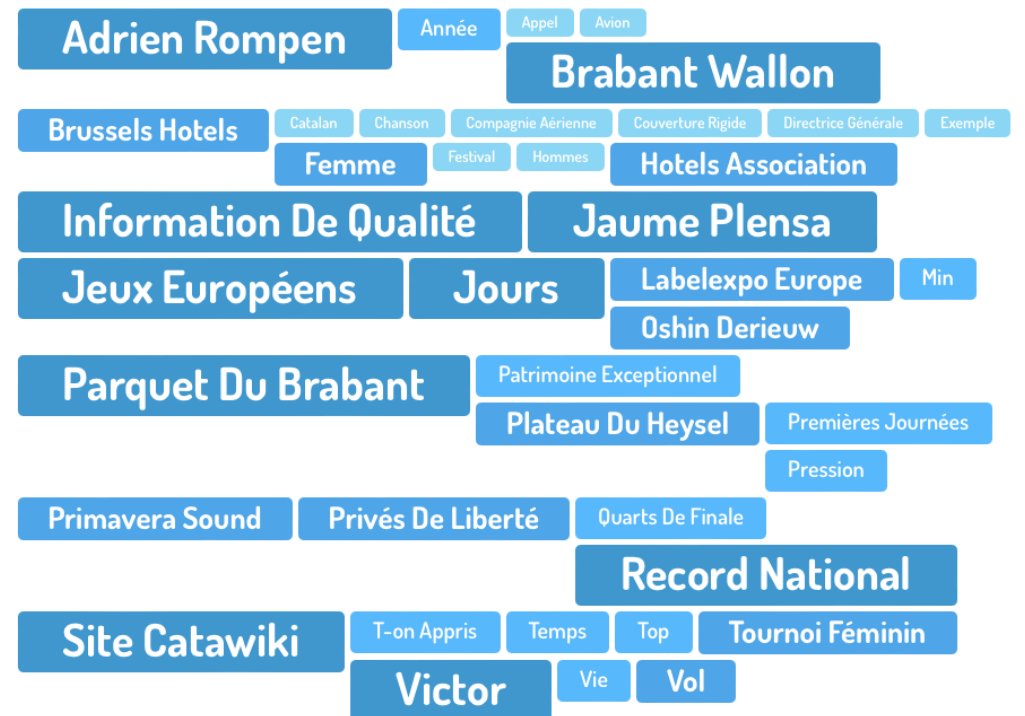 Adrien Rompen Année Appel Avion
Brabant Wallon
Brussels Hotels Catalan Chanson Compagnie Aérienne Couverture Rigide Directrice Générale Exemple
Femme Festival Hommes Hotels Association
Information De Qualité Jaume Plensa
Jeux Européens Jours Labelexpo Europe Min
Oshin Derieuw
Parquet Du Brabant Patrimoine Exceptionnel
Plateau Du Heysel Premières Journées
Pression
Primavera Sound Privés De Liberté Quarts De Finale
Record National
Site Catawiki T-on Appris Temps Top Tournoi Féminin
Victor Vie Vol